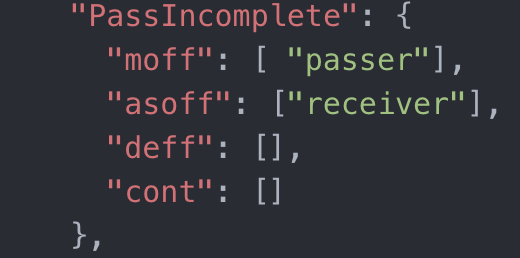 "PassIncomplete": {
"moff": [ "passer"],
"asoff": ["receiver"],
"deff": [],
"cont": []
},